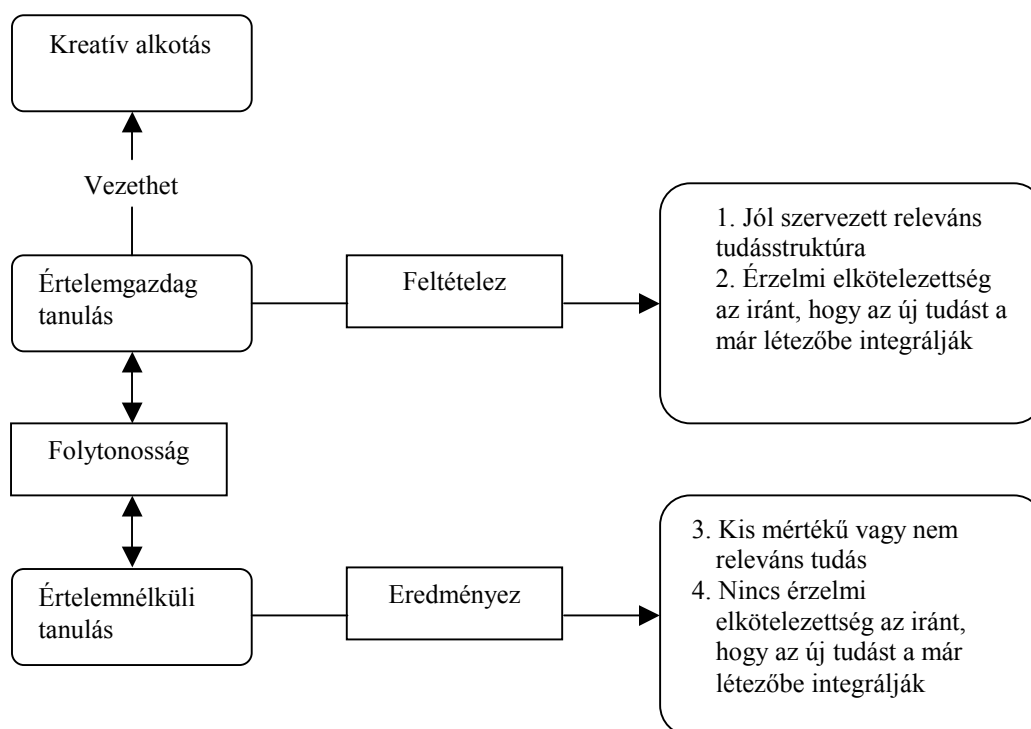 Kreatív alkotás
Vezethet
Értelemgazdag
tanulás
Feltételez
1. Jól szervezett releváns
tudásstruktúra
2. Érzelmi elkötelezettség
az iránt, hogy az új tudást a
már létezőbe integrálják
Folytonosság
Értelemnélküli
tanulás
Eredményez
3. Kis mértékű vagy nem
releváns tudás
4. Nincs érzelmi
elkötelezettség az iránt,
hogy az új tudást a már
létezőbe integrálják